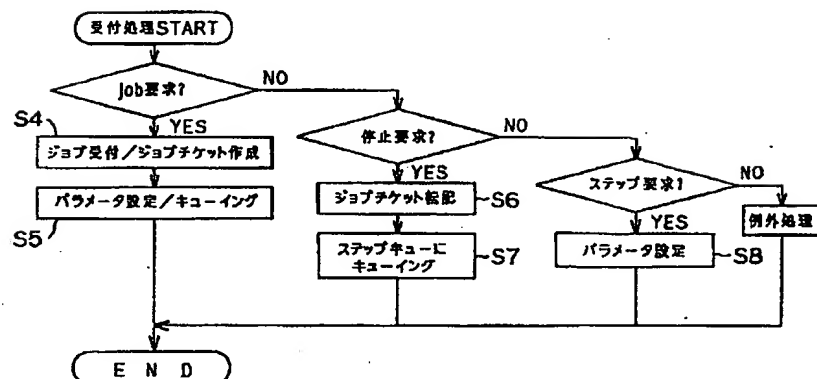 受付処理START
Job要求?
NO
YES
S4
ジョブ受付/ジョブチケット作成
パラメータ設定/キューイング
S5
停止要求?
NO
YES
ジョブチケット転記
S6
ステップキューに
キューイング
S7
ステップ要求?
NO
YES
例外処理
パラメータ設定
S8
E N D